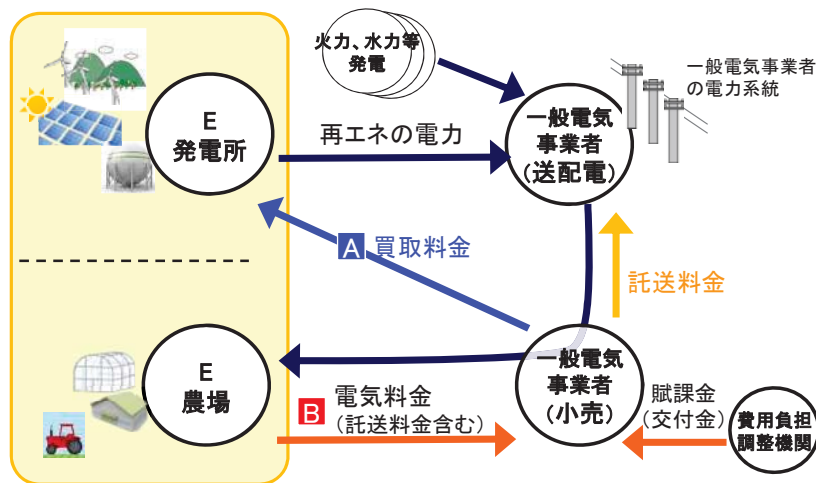 火力、水力等
発電
一般電気事業者
の電力系統
E
発電所
再エネの電力
一般電気
事業者
(送配電)
A 買取料金
託送料金
E
農場
B 電気料金
(託送料金含む)
一般電気
事業者
(小売)
賦課金
(交付金)
費用負担
調整機関